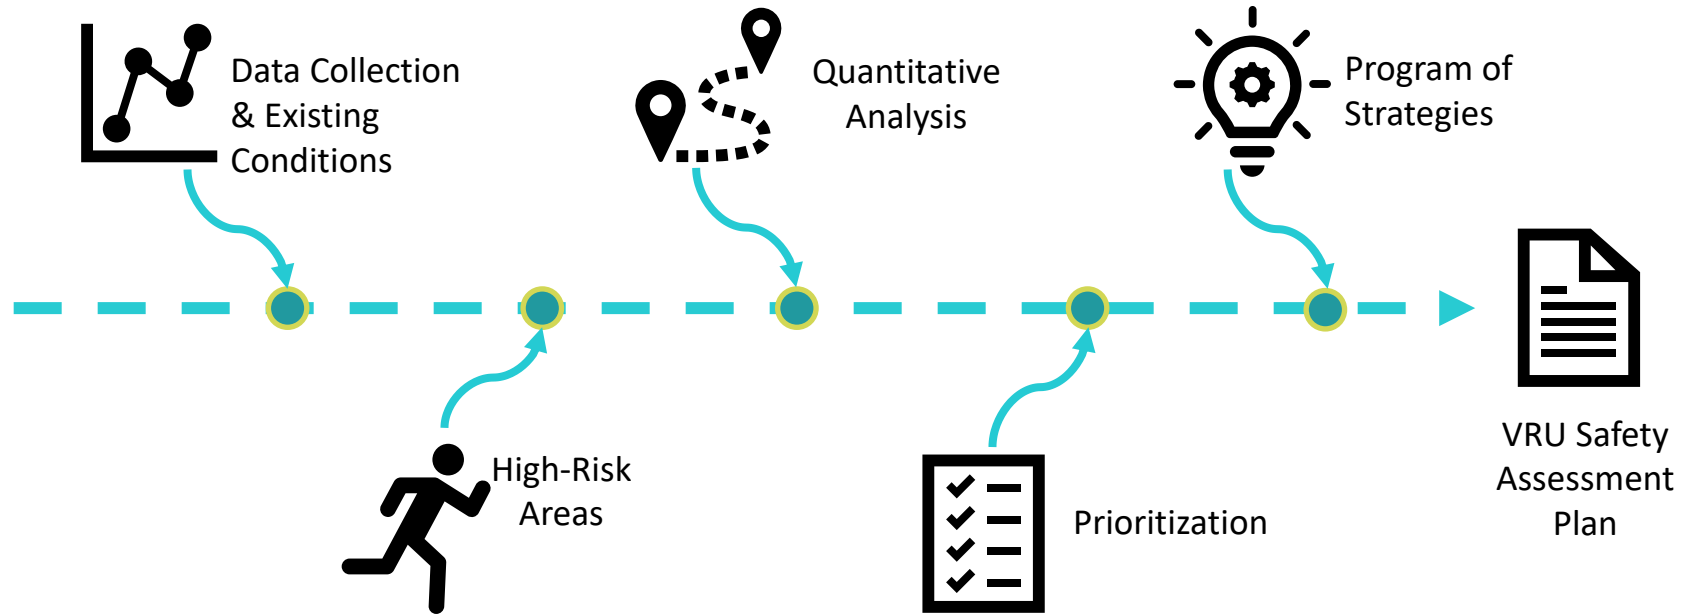 Data Collection
& Existing
Conditions
High-Risk
Areas
Quantitative
Analysis
Prioritization
Program of
Strategies
VRU Safety
Assessment
Plan